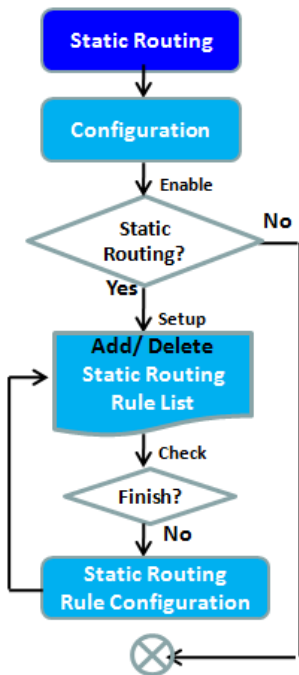 Static Routing
Configuration
Enable
Static
Routing?
No
Yes
Setup
Add/ Delete
Static Routing
Rule List
Check
Finish?
No
Static Routing
Rule Configuration